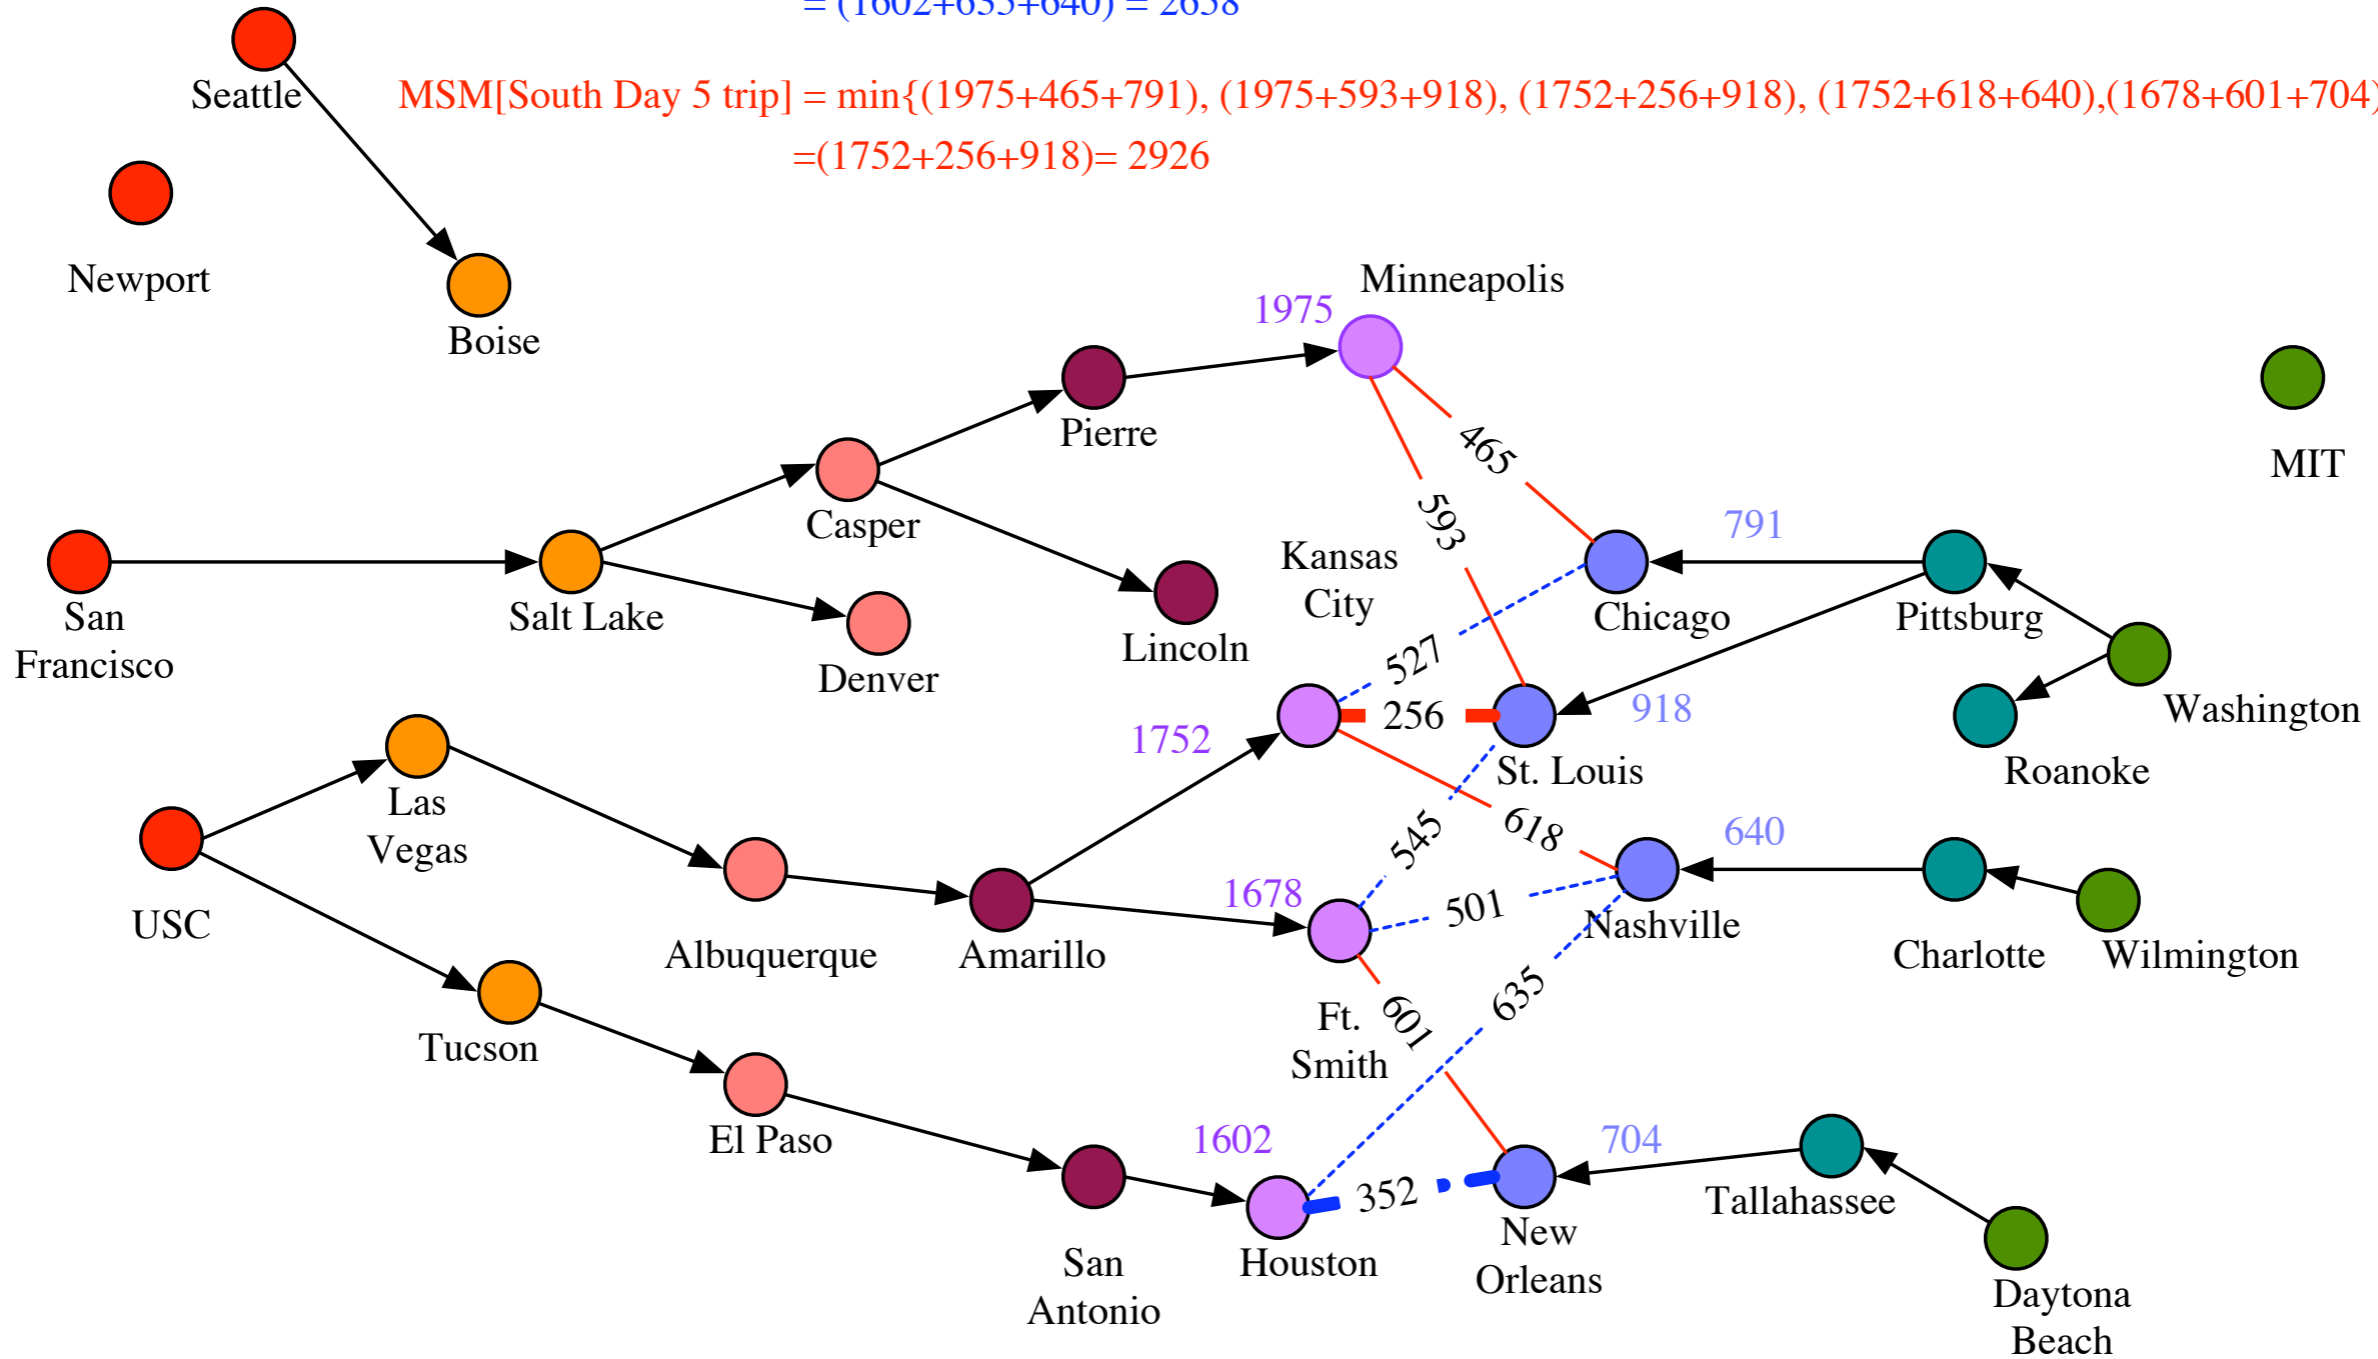 = (1602+635+640) = 2658
Seattle
MSM[South Day 5 trip] = min{(1975+465+791), (1975+593+918), (1752+256+918), (1752+618+640),(1678+601+704)
=(1752+256+918)= 2926
Newport
Boise
Minneapolis
1975
Pierre
465
MIT
Casper
593
791
Kansas
City
San
Francisco
Salt Lake
Chicago
Pittsburg
Lincoln
Denver
527
256
918
Washington
1752
St. Louis
Roanoke
Las
Vegas
618
640
545
1678
501
USC
Nashville
Albuquerque
Amarillo
Charlotte
Wilmington
635
601
Ft.
Smith
Tucson
El Paso
1602
704
352
Tallahassee
San
Antonio
Houston
New
Orleans
Daytona
Beach